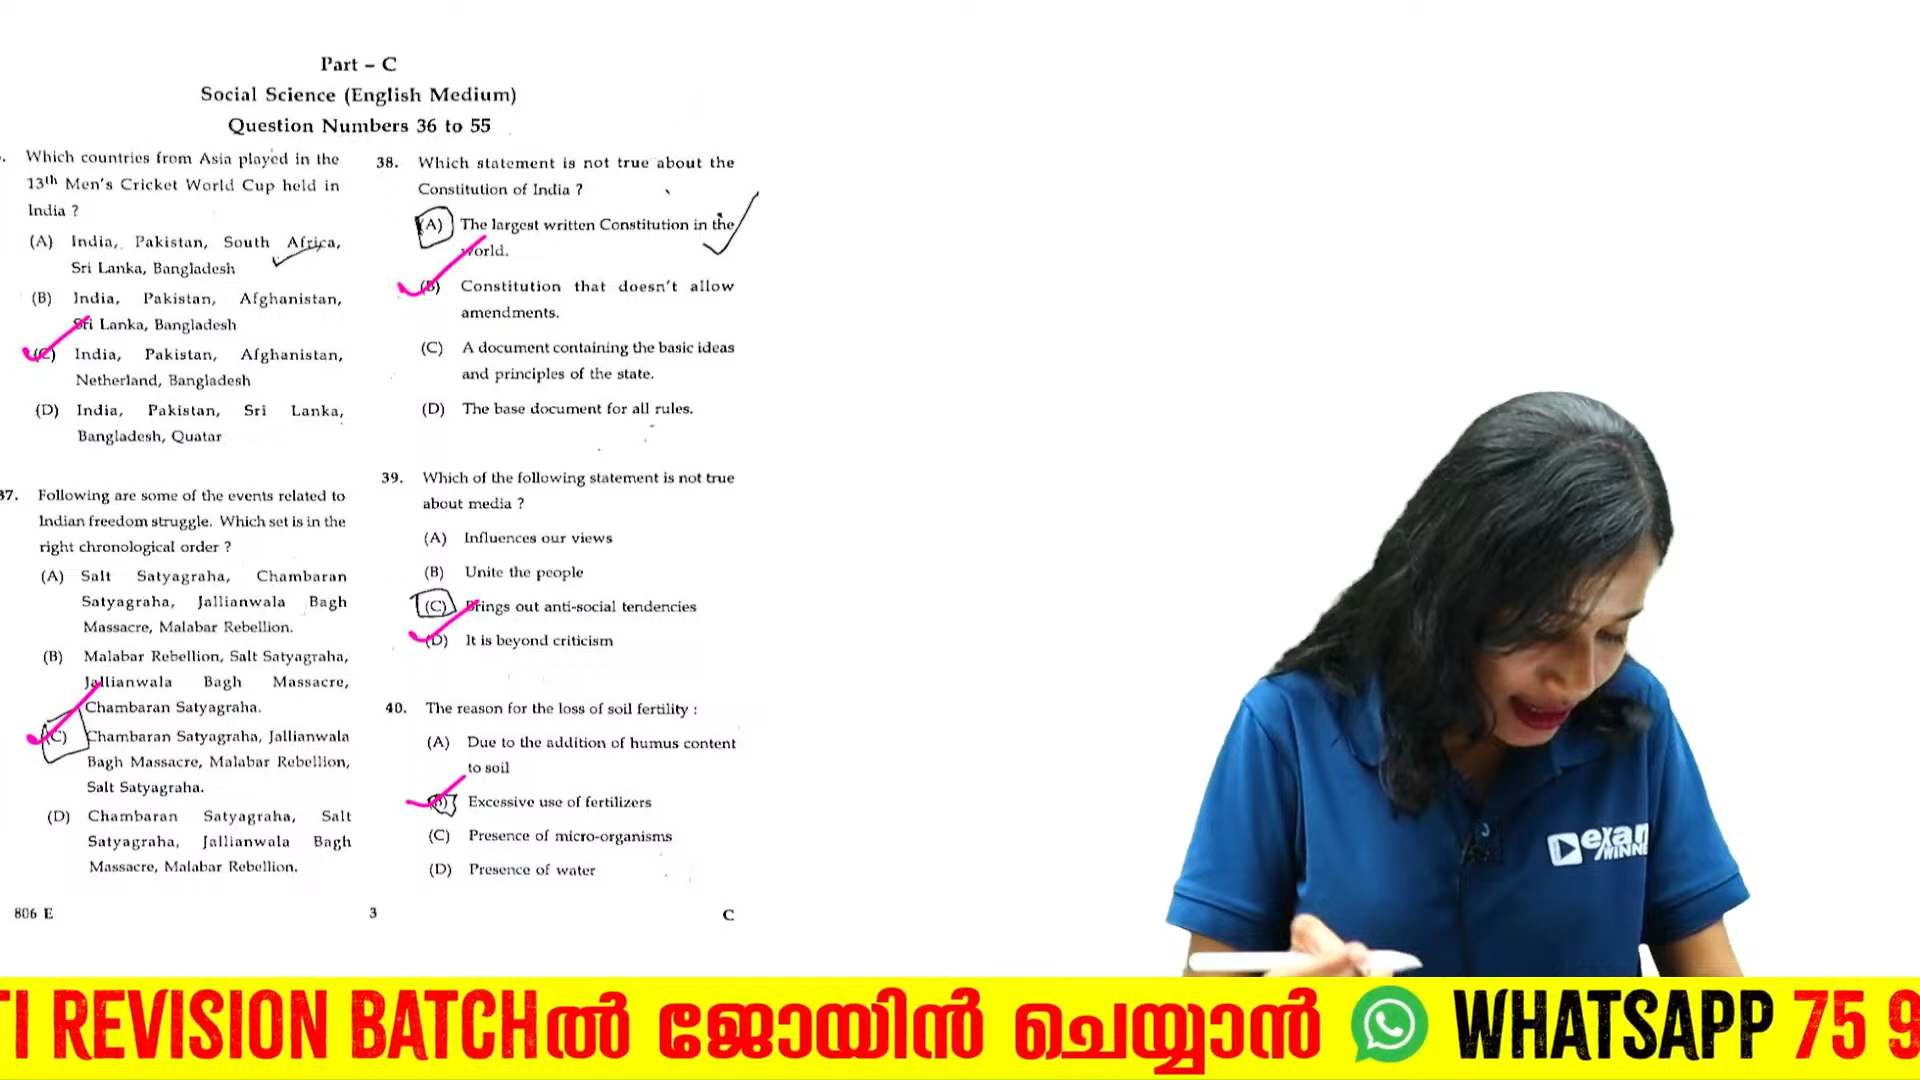 Part – C
Social Science (English Medium)
Question Numbers 36 to 55
Which countries from Asia played in the
13th Men's Cricket World Cup held in
India ?
(A) India, Pakistan, South Africa,
Sri Lanka, Bangladesh
(B) India, Pakistan, Afghanistan,
Sri Lanka, Bangladesh
(C) India, Pakistan, Afghanistan,
Netherland, Bangladesh
(D) India, Pakistan, Sri Lanka,
Bangladesh, Quatar
37. Following are some of the events related to
Indian freedom struggle. Which set is in the
right chronological order ?
(A) Salt Satyagraha, Chambaran
Satyagraha, Jallianwala Bagh
Massacre, Malabar Rebellion.
(B) Malabar Rebellion, Salt Satyagraha,
Jallianwala Bagh Massacre,
Chambaran Satyagraha.
(C) Chambaran Satyagraha, Jallianwala
Bagh Massacre, Malabar Rebellion,
Salt Satyagraha.
(D) Chambaran Satyagraha, Salt
Satyagraha, Jallianwala Bagh
Massacre, Malabar Rebellion.
38. Which statement is not true about the
Constitution of India ?
(A) The largest written Constitution in the
world.
(B) Constitution that doesn't allow
amendments.
(C) A document containing the basic ideas
and principles of the state.
(D) The base document for all rules.
39. Which of the following statement is not true
about media ?
(A) Influences our views
(B) Unite the people
(C) Brings out anti-social tendencies
(D) It is beyond criticism
40. The reason for the loss of soil fertility :
(A) Due to the addition of humus content
to soil
(B) Excessive use of fertilizers
(C) Presence of micro-organisms
(D) Presence of water
806 E 3 C
exam
WINNE
TI REVISION BATCHൽ ജോയിൻ ചെയ്യാൻ WHATSAPP 75 9